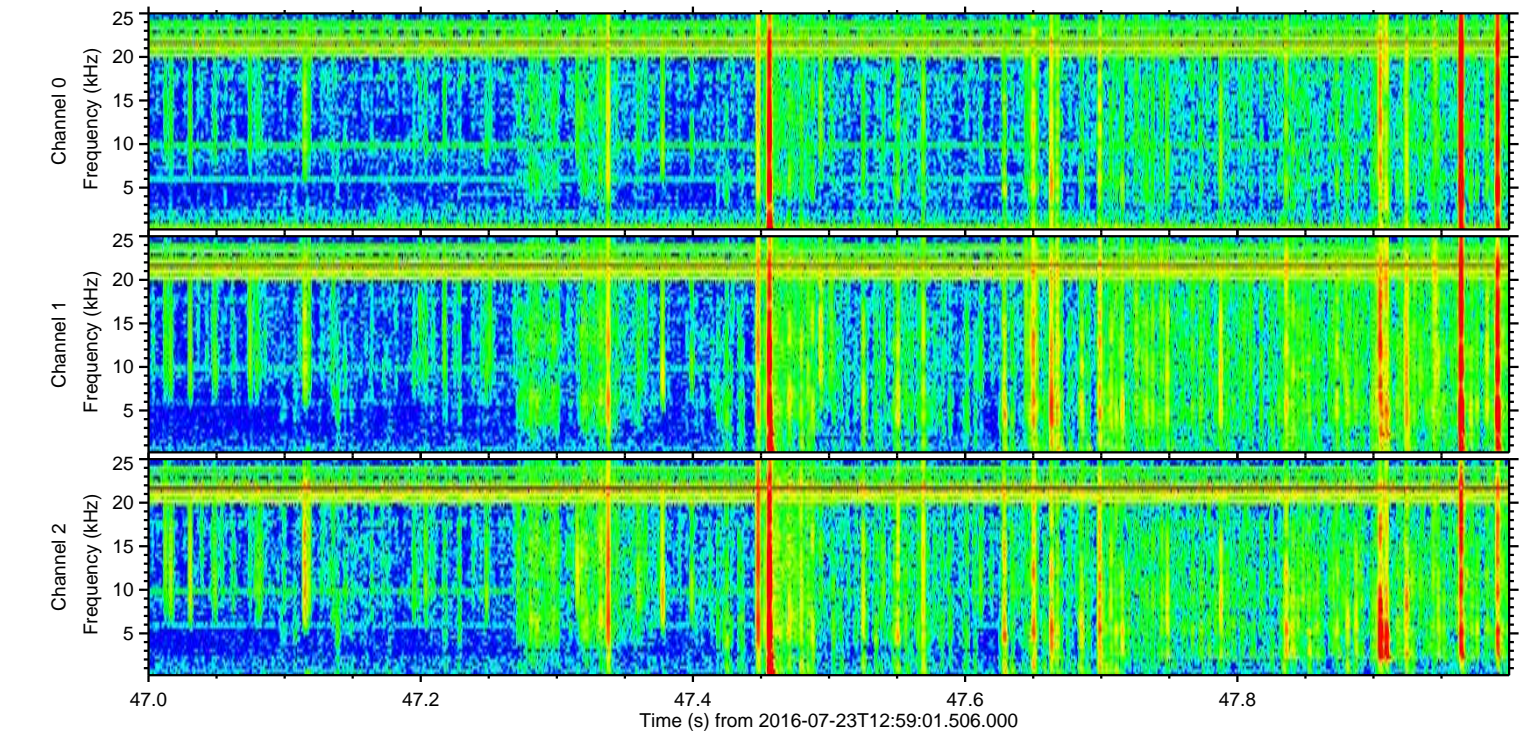 25
20
15
10
5
Channel 0
Frequency (kHz)
25
20
15
10
5
Channel 1
Frequency (kHz)
25
20
15
10
5
Channel 2
Frequency (kHz)
47.0 47.2 47.4 47.6 47.8
Time (s) from 2016-07-23T12:59:01.506.000